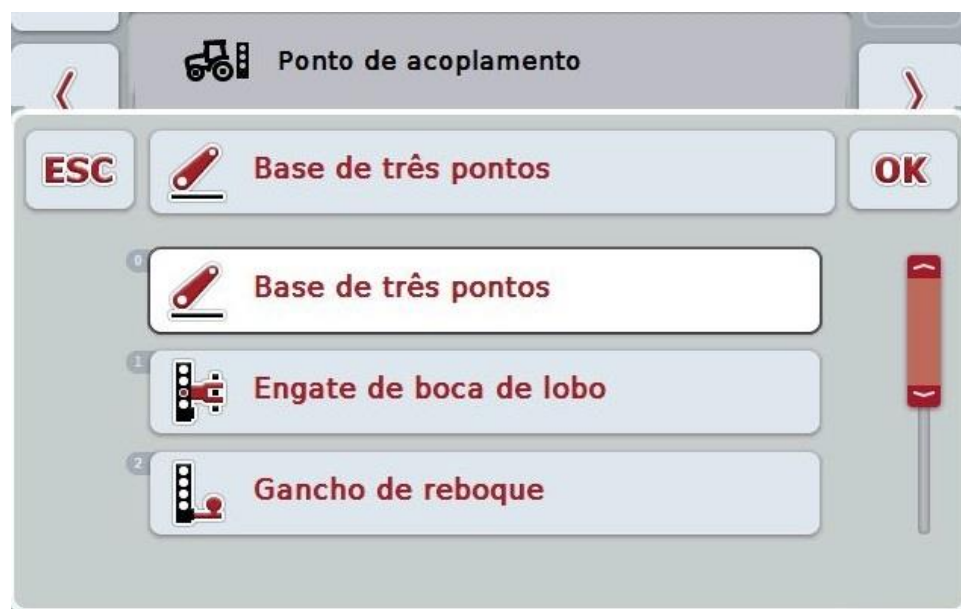 Ponto de acoplamento
ESC
Base de três pontos
OK
0
Base de três pontos
1
Engate de boca de lobo
2
Gancho de reboque